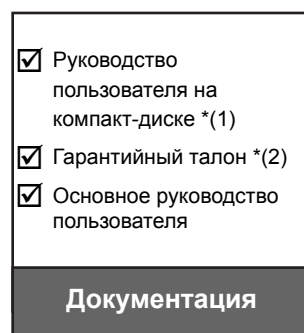 Руководство
пользователя на
компакт-диске *(1)
Гарантийный талон *(2)
Основное руководство
пользователя
Документация